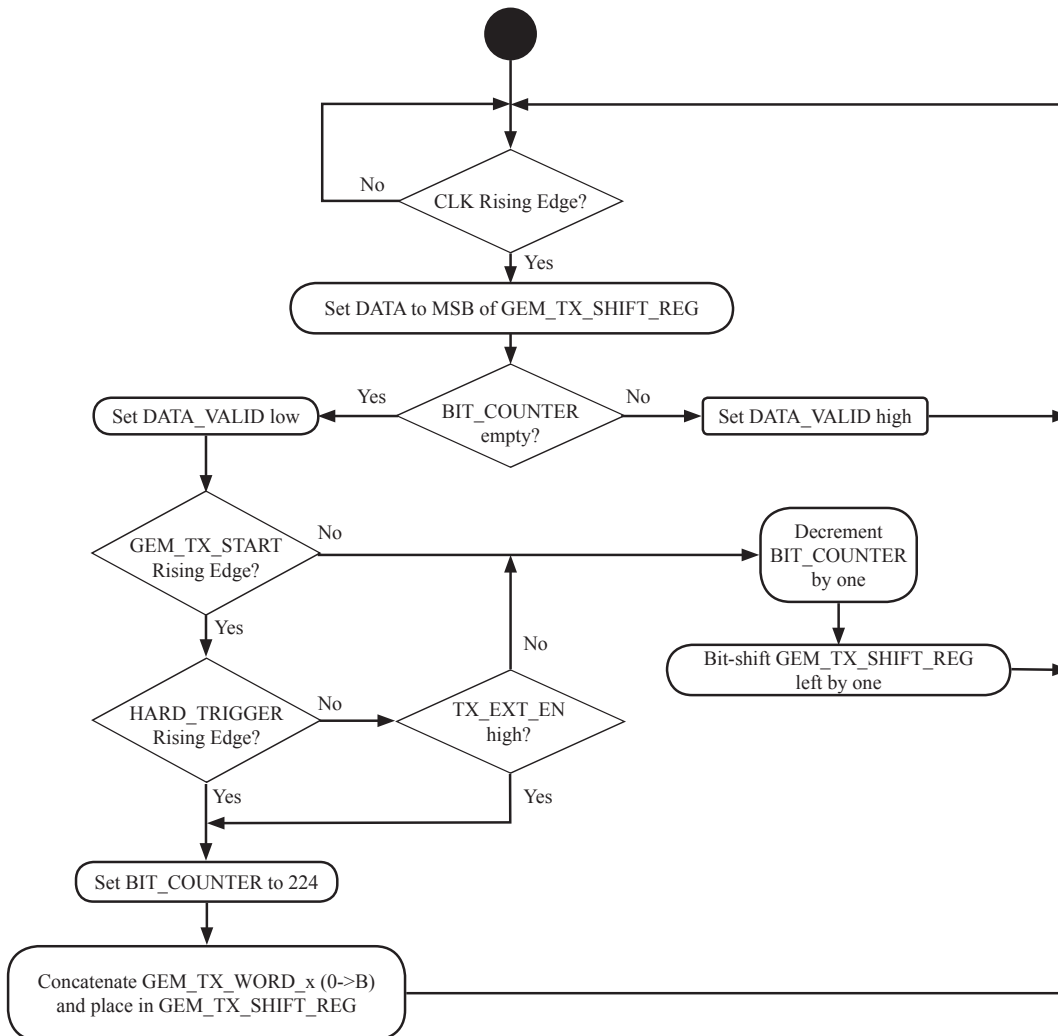 No
CLK Rising Edge?
Yes
Set DATA to MSB of GEM_TX_SHIFT_REG
Yes
No
Set DATA_VALID low
BIT_COUNTER
empty?
Set DATA_VALID high
GEM_TX_START
Rising Edge?
No
Decrement
BIT_COUNTER
by one
Yes
No
Bit-shift GEM_TX_SHIFT_REG
left by one
HARD_TRIGGER
Rising Edge?
No
TX_EXT_EN
high?
Yes
Yes
Set BIT_COUNTER to 224
Concatenate GEM_TX_WORD_x (0->B)
and place in GEM_TX_SHIFT_REG